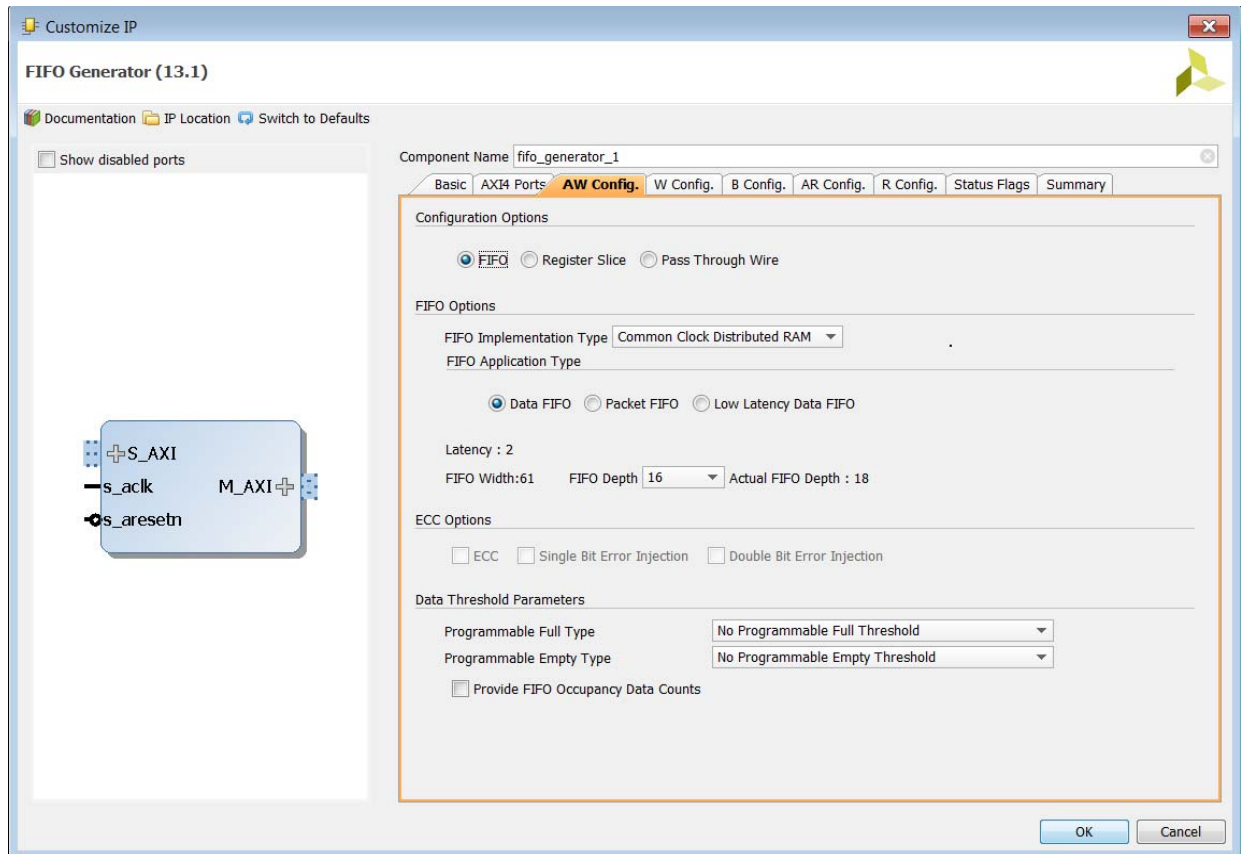 Customize IP
FIFO Generator (13.1)
Documentation IP Location Switch to Defaults
Show disabled ports
S_AXI
s_aclk M_AXI
s_aresetn
Component Name fifo_generator_1
Basic AXI4 Ports AW Config. W Config. B Config. AR Config. R Config. Status Flags Summary
Configuration Options
FIFO Register Slice Pass Through Wire
FIFO Options
FIFO Implementation Type Common Clock Distributed RAM
FIFO Application Type
Data FIFO Packet FIFO Low Latency Data FIFO
Latency : 2
FIFO Width:61 FIFO Depth 16 Actual FIFO Depth : 18
ECC Options
ECC Single Bit Error Injection Double Bit Error Injection
Data Threshold Parameters
Programmable Full Type No Programmable Full Threshold
Programmable Empty Type No Programmable Empty Threshold
Provide FIFO Occupancy Data Counts
OK Cancel